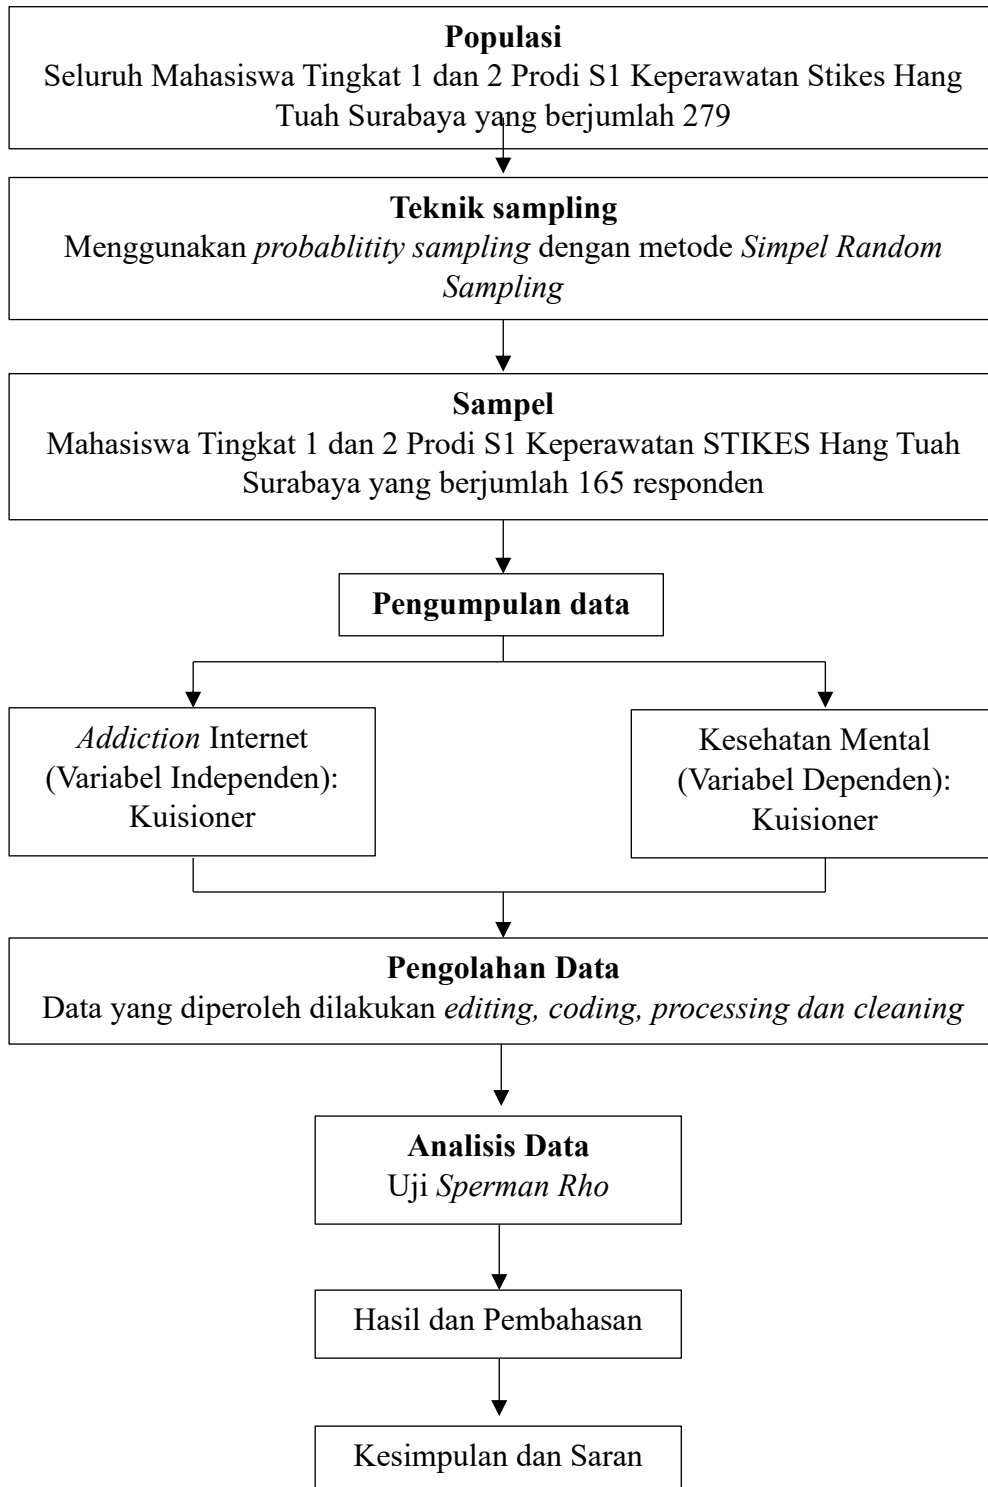 Populasi
Seluruh Mahasiswa Tingkat 1 dan 2 Prodi S1 Keperawatan Stikes Hang
Tuah Surabaya yang berjumlah 279
Teknik sampling
Menggunakan probablitity sampling dengan metode Simpel Random
Sampling
Sampel
Mahasiswa Tingkat 1 dan 2 Prodi S1 Keperawatan STIKES Hang Tuah
Surabaya yang berjumlah 165 responden
Pengumpulan data
Addiction Internet
(Variabel Independen):
Kuisioner
Kesehatan Mental
(Variabel Dependen):
Kuisioner
Pengolahan Data
Data yang diperoleh dilakukan editing, coding, processing dan cleaning
Analisis Data
Uji Sperman Rho
Hasil dan Pembahasan
Kesimpulan dan Saran